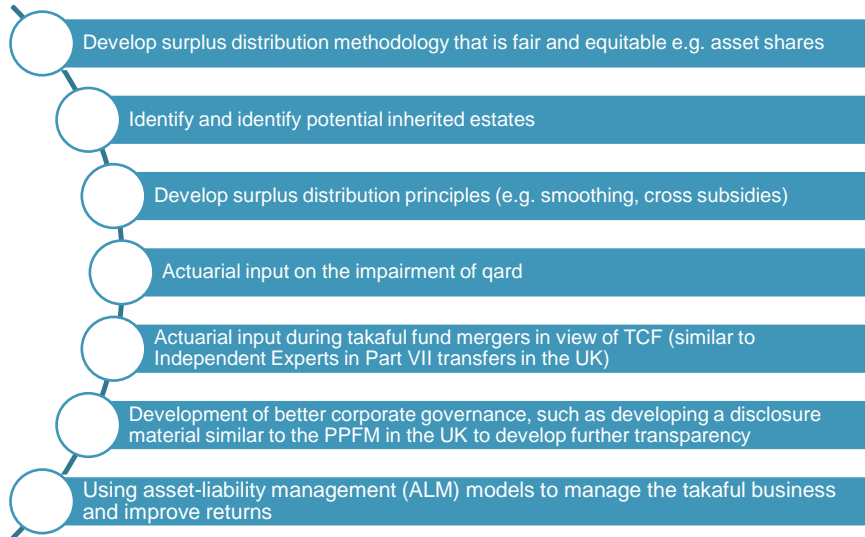 Develop surplus distribution methodology that is fair and equitable e.g. asset shares
Identify and identify potential inherited estates
Develop surplus distribution principles (e.g. smoothing, cross subsidies)
Actuarial input on the impairment of qard
Actuarial input during takaful fund mergers in view of TCF (similar to
Independent Experts in Part VII transfers in the UK)
Development of better corporate governance, such as developing a disclosure
material similar to the PPFM in the UK to develop further transparency
Using asset-liability management (ALM) models to manage the takaful business
and improve returns